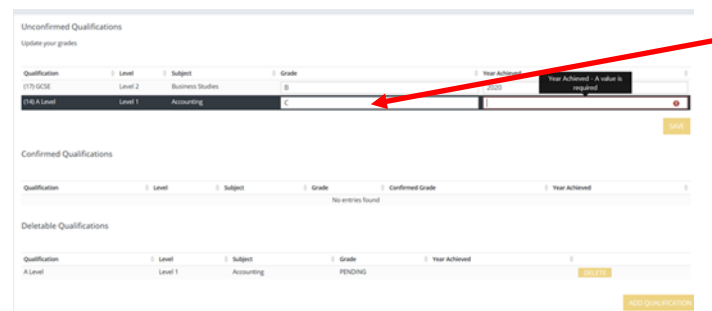 Unconfirmed Qualifications
Update your grades
Qualification Level Subject Grade Year Achieved
Year Achieved - A value is required
(17) GCSE Level 2 Business Studies B 2020
(14) A Level Level 1 Accounting C
SAVE
Confirmed Qualifications
Qualification Level Subject Grade Confirmed Grade Year Achieved
No entries found
Deletable Qualifications
Qualification Level Subject Grade Year Achieved
A Level Level 1 Accounting PENDING DELETE
ADD QUALIFICATION